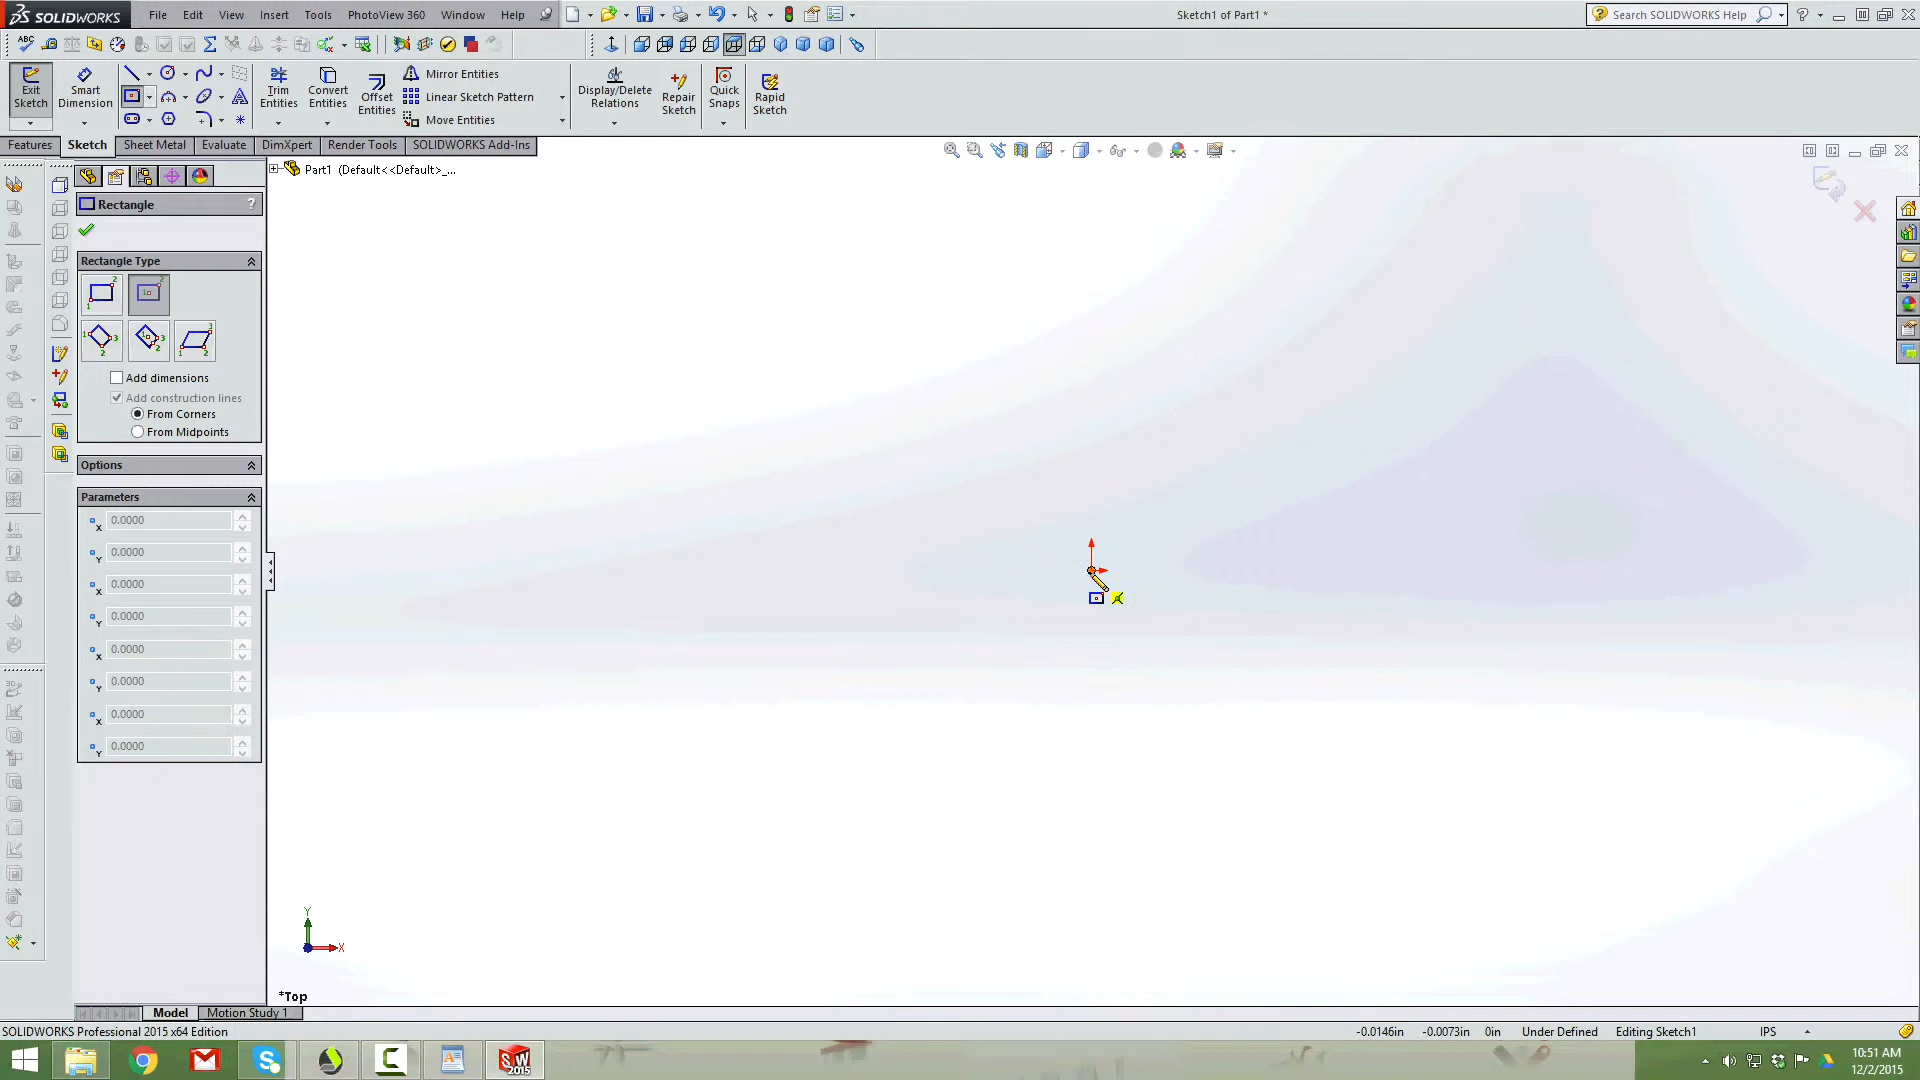 SOLIDWORKS
File
Edit
View
Insert
Tools
PhotoView 360
Window
Help
Sketch1 of Part1 *
Search SOLIDWORKS Help
ABC
Exit
Sketch
Smart
Dimension
Trim
Entities
Convert
Entities
Offset
Entities
Mirror Entities
Linear Sketch Pattern
Move Entities
Display/Delete
Relations
Repair
Sketch
Quick
Snaps
Rapid
Sketch
Features
Sketch
Sheet Metal
Evaluate
DimXpert
Render Tools
SOLIDWORKS Add-Ins
Part1 (Default<<Default>_...
Rectangle
?
Rectangle Type
Add dimensions
Add construction lines
From Corners
From Midpoints
Options
Parameters
X 0.0000
Y 0.0000
X 0.0000
Y 0.0000
X 0.0000
Y 0.0000
X 0.0000
Y 0.0000
Y
X
*Top
Model
Motion Study 1
SOLIDWORKS Professional 2015 x64 Edition
-0.0146in
-0.0073in
0in
Under Defined
Editing Sketch1
IPS
SW
2015
10:51 AM
12/2/2015